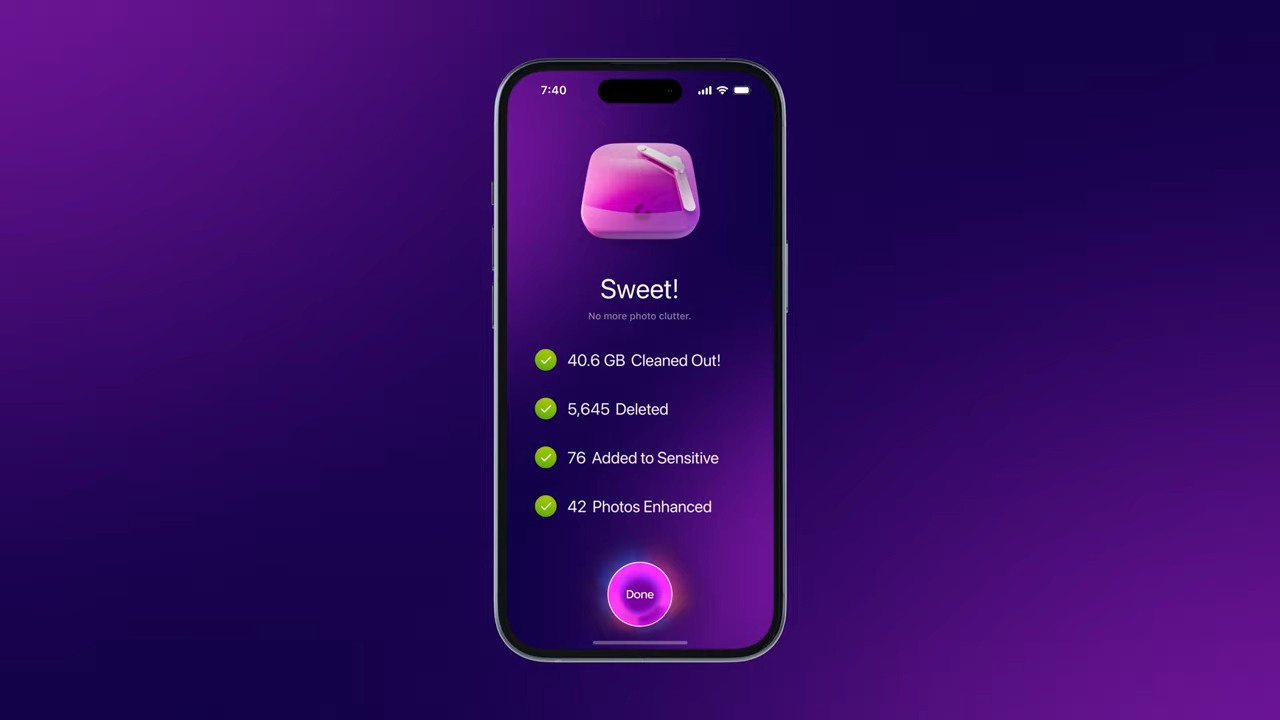 7:40
Sweet!
No more photo clutter.
40.6 GB Cleaned Out!
5,645 Deleted
76 Added to Sensitive
42 Photos Enhanced
Done